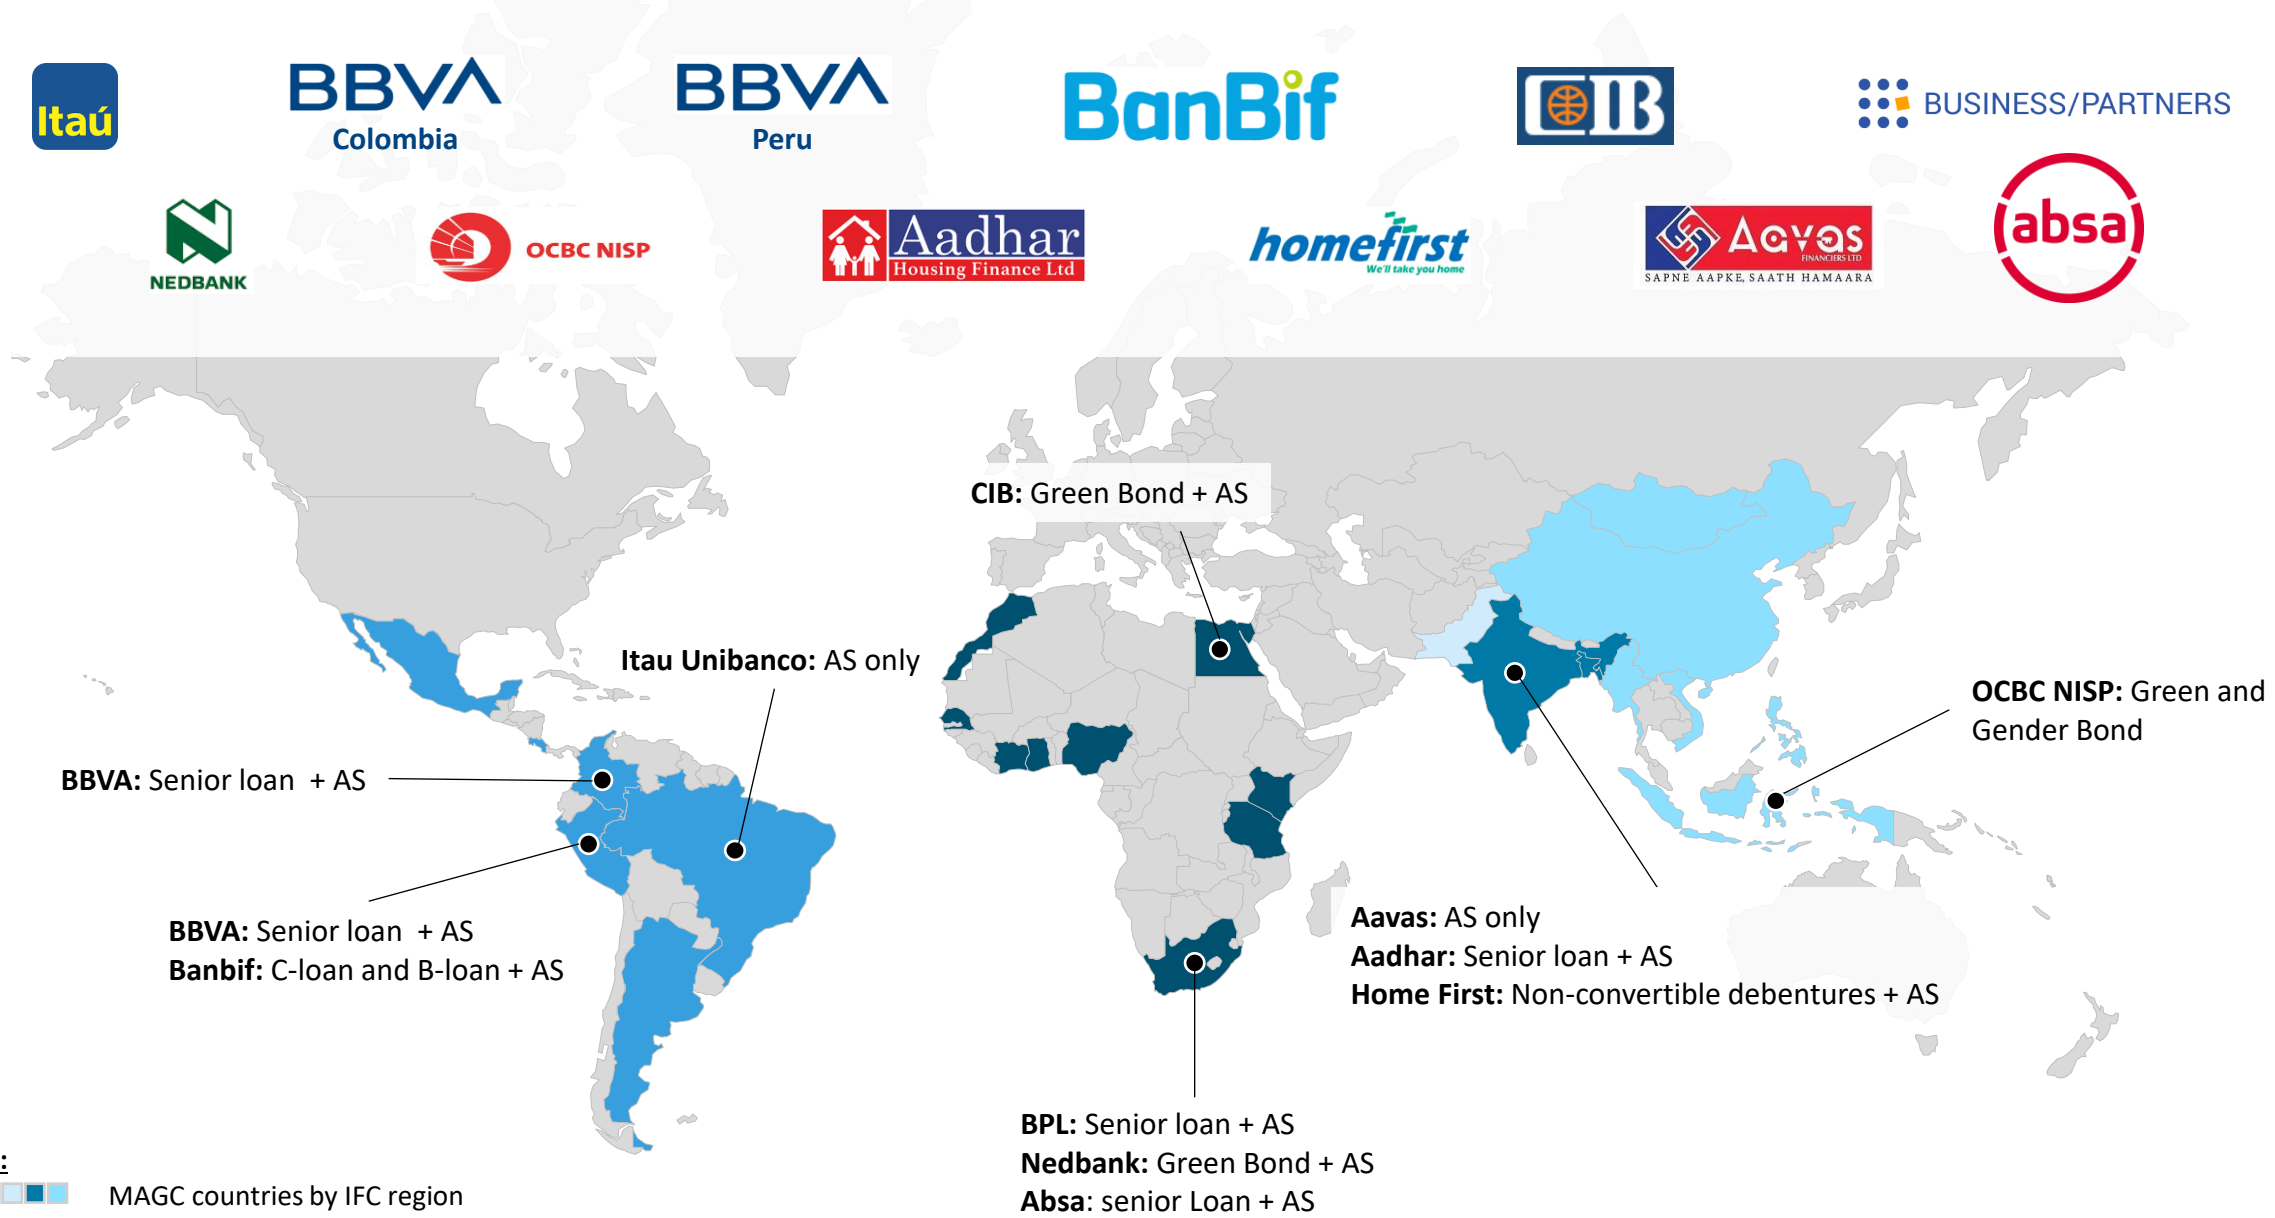 Itaú
BBVA
Colombia
BBVA
Peru
BanBif
CIB
BUSINESS/PARTNERS
NEDBANK
OCBC NISP
Aadhar
Housing Finance Ltd
homefirst
We'll take you home
Aavas
FINANCIERS LTD
SAPNE AAPKE, SAATH HAMAARA
absa
CIB: Green Bond + AS
Itau Unibanco: AS only
OCBC NISP: Green and
Gender Bond
BBVA: Senior loan + AS
BBVA: Senior loan + AS
Banbif: C-loan and B-loan + AS
Aavas: AS only
Aadhar: Senior loan + AS
Home First: Non-convertible debentures + AS
BPL: Senior loan + AS
Nedbank: Green Bond + AS
Absa: senior Loan + AS
:
MAGC countries by IFC region